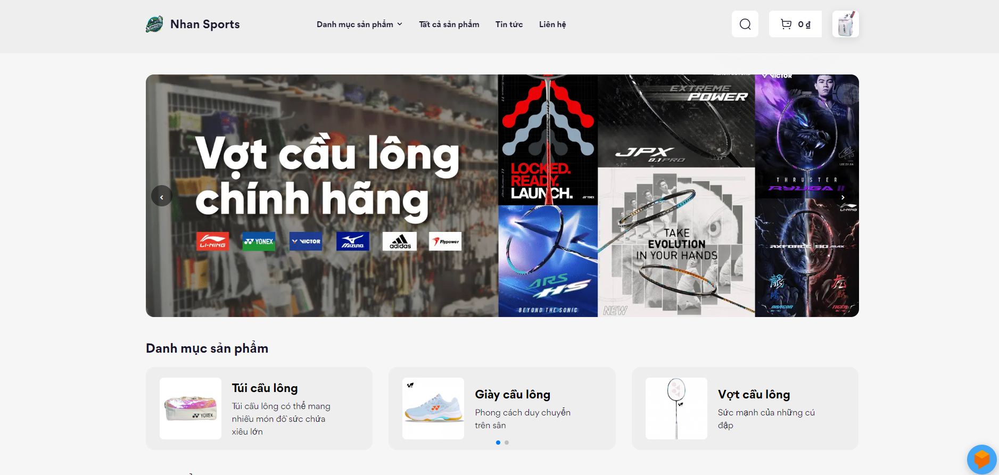 Nhan Sports
Danh mục sản phẩm
Tất cả sản phẩm
Tin tức
Liên hệ
0 ₫
Vợt cầu lông
chính hãng
LI-NING
YONEX
VICTOR
MIZUNO
adidas
Flypower
LOCKED.
READY.
LAUNCH.
YONEX
EXTREME
POWER
JPX
8.1 PRO
VICTOR
LEE ZII JIA
THRUSTER
RYUGA II
ARS
HS
BEYOND THE SONIC
TAKE
EVOLUTION
IN YOUR HANDS
NEW
LI-NING
AXFORCE 90 MAX
DRAGON
TIGER
Danh mục sản phẩm
Túi cầu lông
Túi cầu lông có thể mang
nhiều món đồ sức chứa
xiêu lớn
YONEX
Giày cầu lông
Phong cách duy chuyển
trên sân
Vợt cầu lông
Sức mạnh của những cú
đập